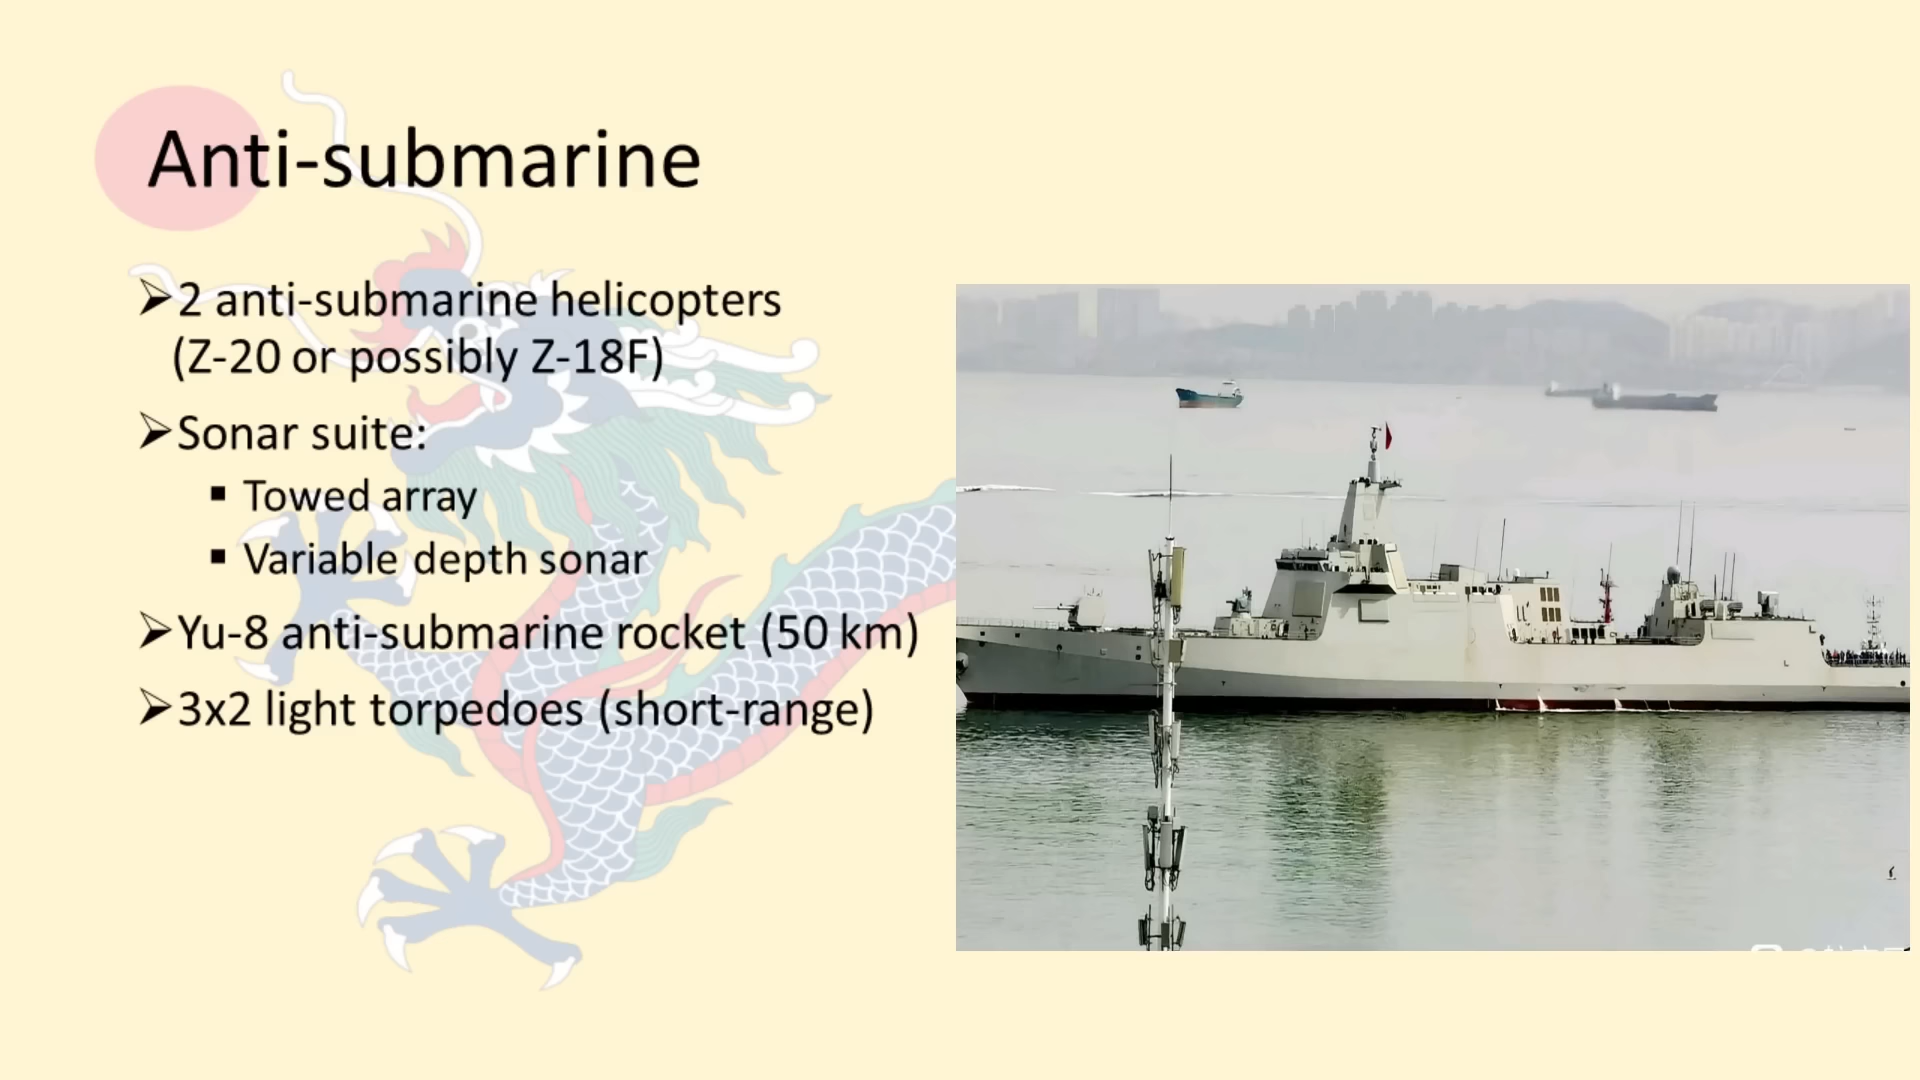 Anti-submarine
➢2 anti-submarine helicopters
(Z-20 or possibly Z-18F)
➢Sonar suite:
▪ Towed array
▪ Variable depth sonar
➢Yu-8 anti-submarine rocket (50 km)
➢3x2 light torpedoes (short-range)